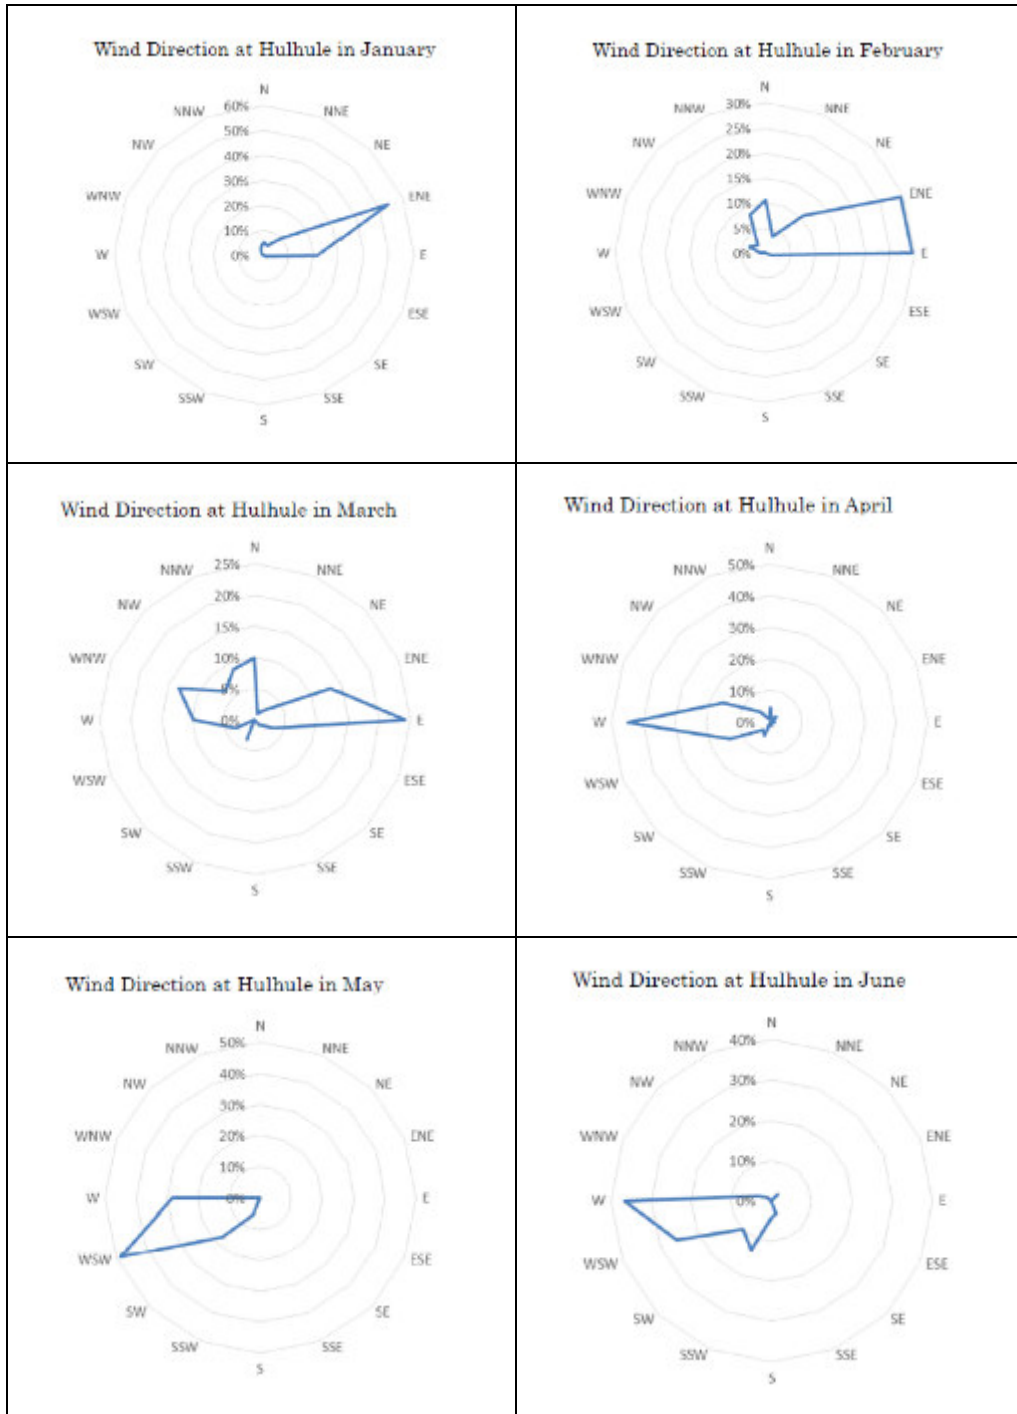 Wind Direction at Hulhule in January
N
NNW 60% NNE
50%
NW 40% NE
30%
WNW 20% ENE
10%
W 0% E
WSW ESE
SW SE
SSW SSE
S
Wind Direction at Hulhule in February
N
NNW 30% NNE
25%
NW 20% NE
15%
WNW 10% ENE
5%
W 0% E
WSW ESE
SW SE
SSW SSE
S
Wind Direction at Hulhule in March
N
NNW 25% NNE
20%
NW NE
15%
WNW 10% ENE
5%
W 0% E
WSW ESE
SW SE
SSW SSE
S
Wind Direction at Hulhule in April
N
NNW 50% NNE
40%
NW NE
30%
WNW 20% ENE
10%
W 0% E
WSW ESE
SW SE
SSW SSE
S
Wind Direction at Hulhule in May
N
NNW 50% NNE
40%
NW NE
30%
WNW 20% ENE
10%
W 0% E
WSW ESE
SW SE
SSW SSE
S
Wind Direction at Hulhule in June
N
NNW 40% NNE
NW 30% NE
20%
WNW ENE
10%
W 0% E
WSW ESE
SW SE
SSW SSE
S